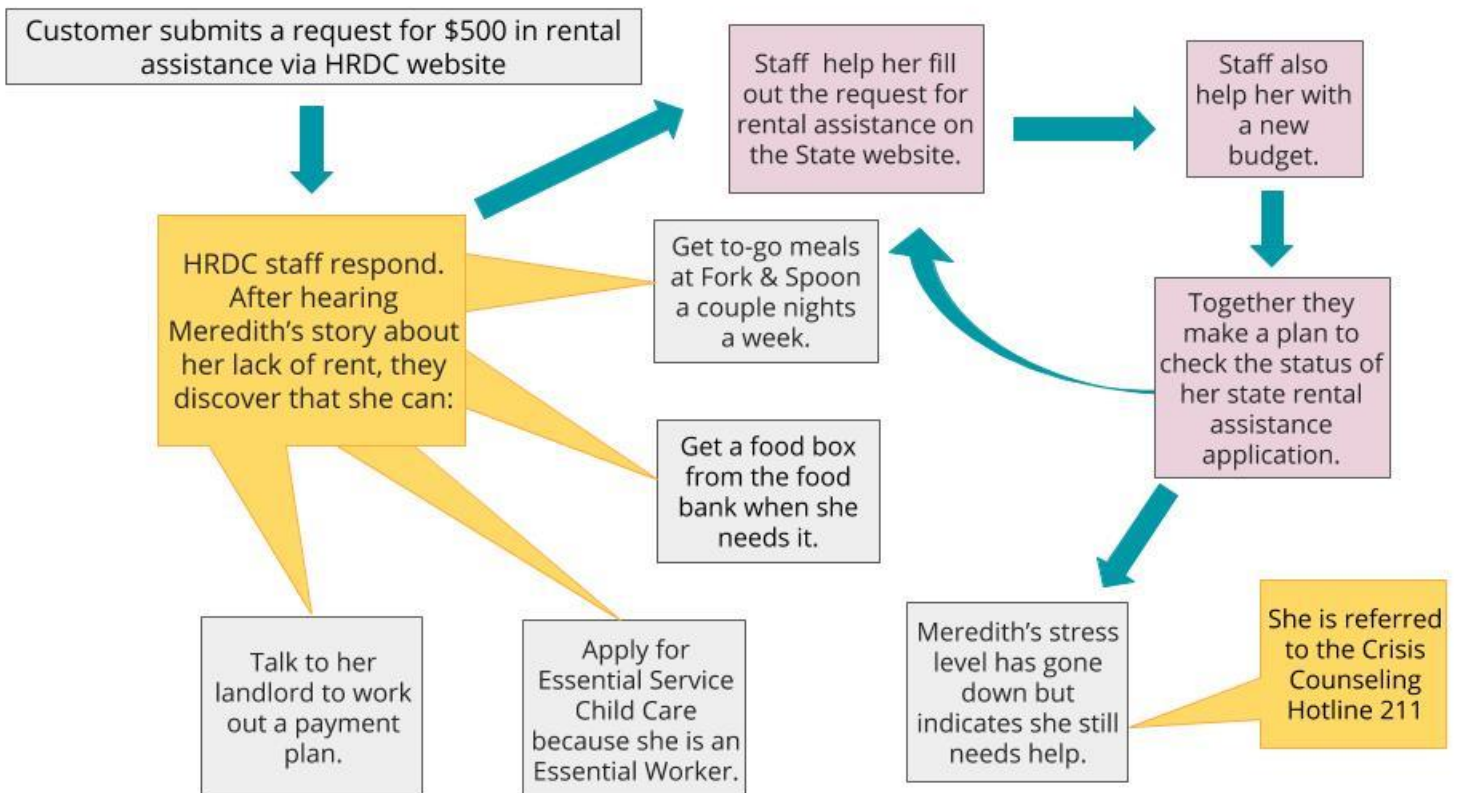 Customer submits a request for $500 in rental
assistance via HRDC website
HRDC staff respond.
After hearing
Meredith's story about
her lack of rent, they
discover that she can:
Get to-go meals
at Fork & Spoon
a couple nights
a week.
Get a food box
from the food
bank when she
needs it.
Talk to her
landlord to work
out a payment
plan.
Apply for
Essential Service
Child Care
because she is an
Essential Worker.
Staff  help her fill
out the request for
rental assistance on
the State website.
Staff also
help her with
a new
budget.
Together they
make a plan to
check the status of
her state rental
assistance
application.
Meredith's stress
level has gone
down but
indicates she still
needs help.
She is referred
to the Crisis
Counseling
Hotline 211